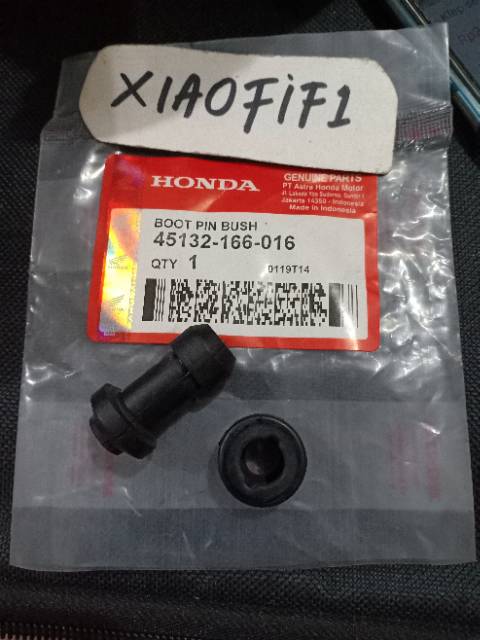 XIAOFIF1
HONDA
GENUINE PARTS
PT Astra Honda Motor
Jakarta 14350 - Indonesia
Made in Indonesia
BOOT PIN BUSH
45132-166-016
QTY 1
0119T14